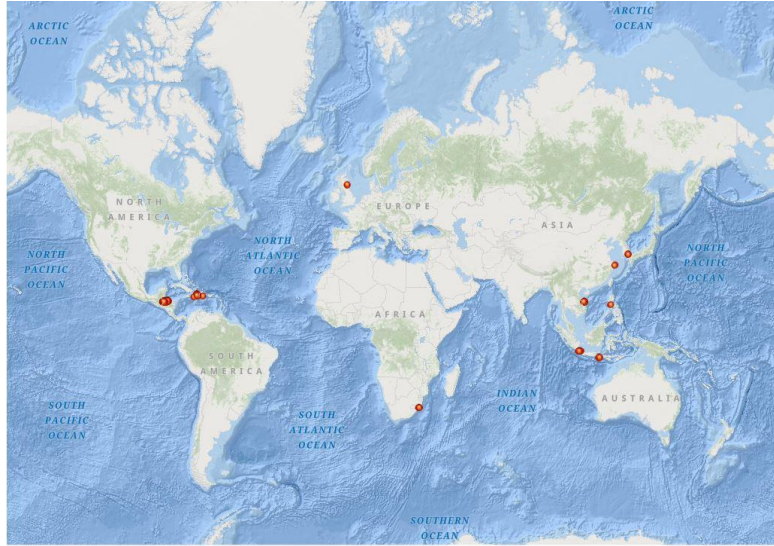 ARCTIC
OCEAN
ARCTIC
OCEAN
NORTH
AMERICA
EUROPE
ASIA
NORTH
ATLANTIC
OCEAN
NORTH
PACIFIC
OCEAN
NORTH
PACIFIC
OCEAN
AFRICA
SOUTH
AMERICA
INDIAN
OCEAN
AUSTRALIA
SOUTH
PACIFIC
OCEAN
SOUTH
ATLANTIC
OCEAN
SOUTHERN
OCEAN